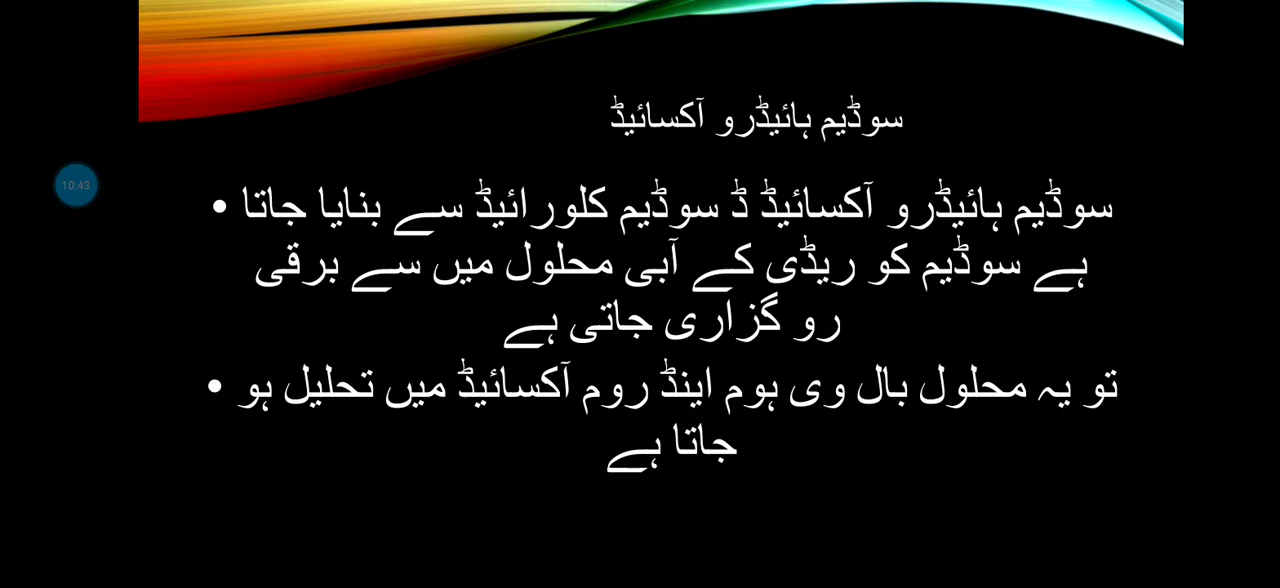 سوڈیم ہائیڈرو آکسائیڈ
10:43
• سوڈیم ہائیڈرو آکسائیڈ ڈ سوڈیم کلورائیڈ سے بنایا جاتا
ہے سوڈیم کو ریڈی کے آبی محلول میں سے برقی
رو گزاری جاتی ہے
• تو یہ محلول بال وی ہوم اینڈ روم آکسائیڈ میں تحلیل ہو
جاتا ہے